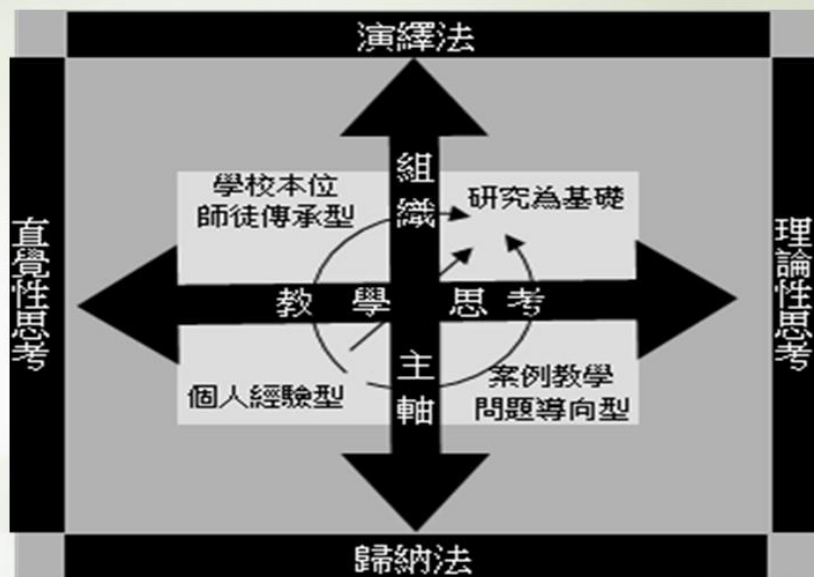 演繹法
直覺性思考
組織
主軸
教學思考
理論性思考
學校本位
師徒傳承型
研究為基礎
個人經驗型
案例教學
問題導向型
歸納法